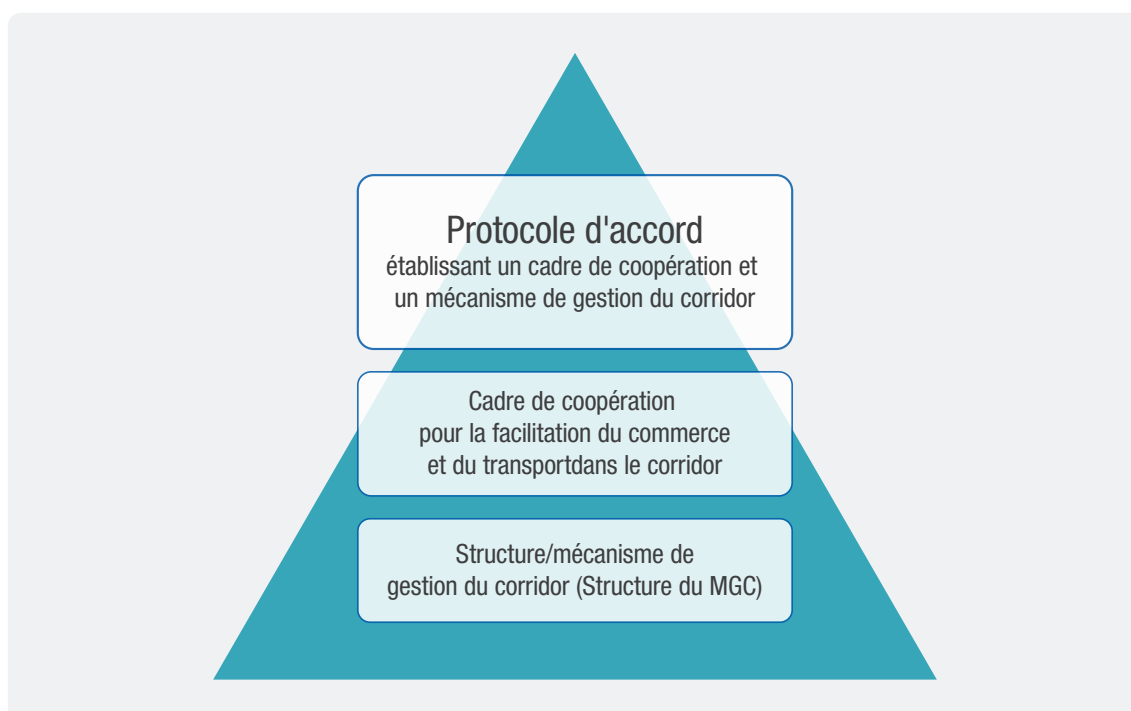 Protocole d'accord
établissant un cadre de coopération et
un mécanisme de gestion du corridor
Cadre de coopération
pour la facilitation du commerce
et du transportdans le corridor
Structure/mécanisme de
gestion du corridor (Structure du MGC)